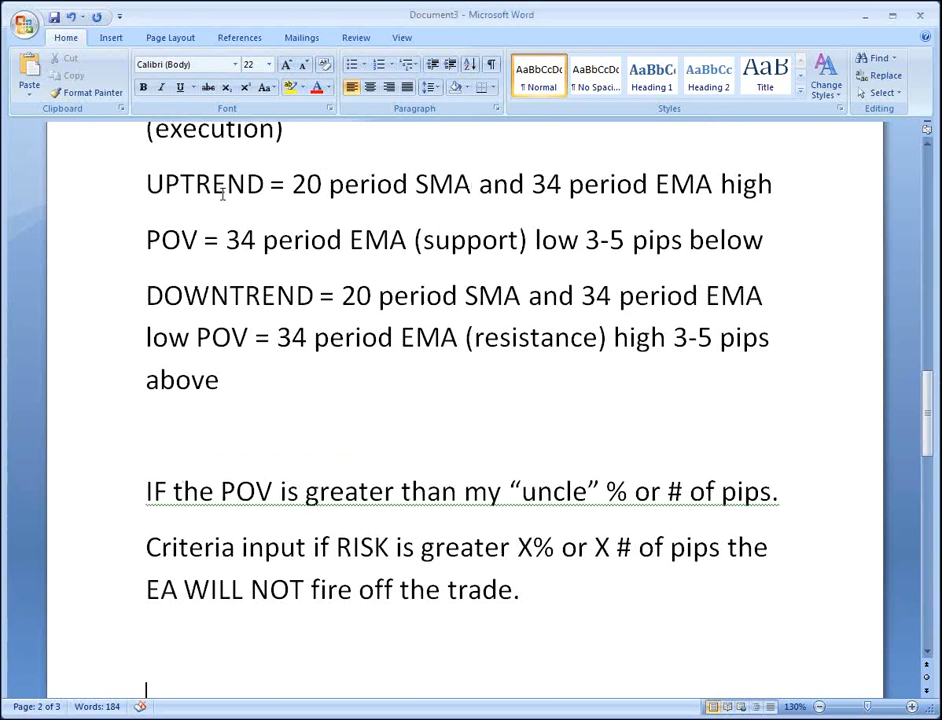 Document3 - Microsoft Word
Home Insert Page Layout References Mailings Review View
Paste
Cut
Copy
Format Painter
Clipboard
Calibri (Body) 22
Font
Paragraph
AaBbCcDc AaBbCcDc AaBbC AaBbCc AaB
¶ Normal ¶ No Spaci... Heading 1 Heading 2 Title
Change
Styles
Styles
Find
Replace
Select
Editing
(execution)
UPTREND = 20 period SMA and 34 period EMA high
POV = 34 period EMA (support) low 3-5 pips below
DOWNTREND = 20 period SMA and 34 period EMA
low POV = 34 period EMA (resistance) high 3-5 pips
above
IF the POV is greater than my “uncle” % or # of pips.
Criteria input if RISK is greater X% or X # of pips the
EA WILL NOT fire off the trade.
Page: 2 of 3 Words: 184 130%